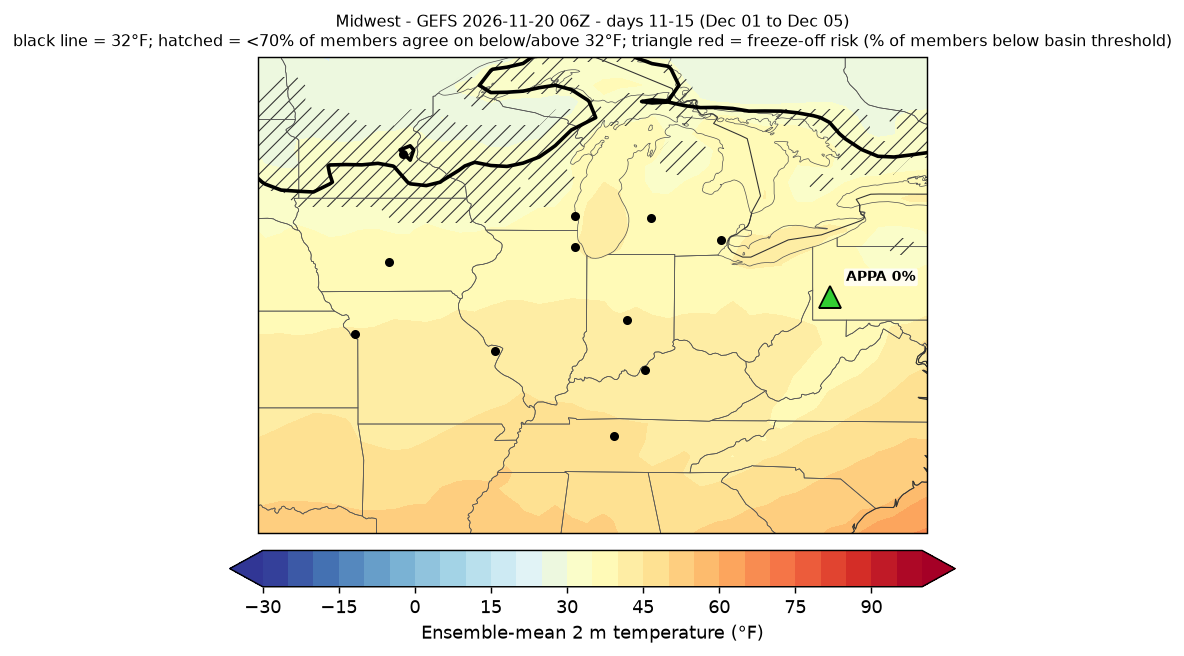 Midwest - GEFS 2026-11-20 06Z - days 11-15 (Dec 01 to Dec 05)
black line = 32°F; hatched = <70% of members agree on below/above 32°F; triangle red = freeze-off risk (% of members below basin threshold)
APPA 0%
−30 −15 0 15 30 45 60 75 90
Ensemble-mean 2 m temperature (°F)